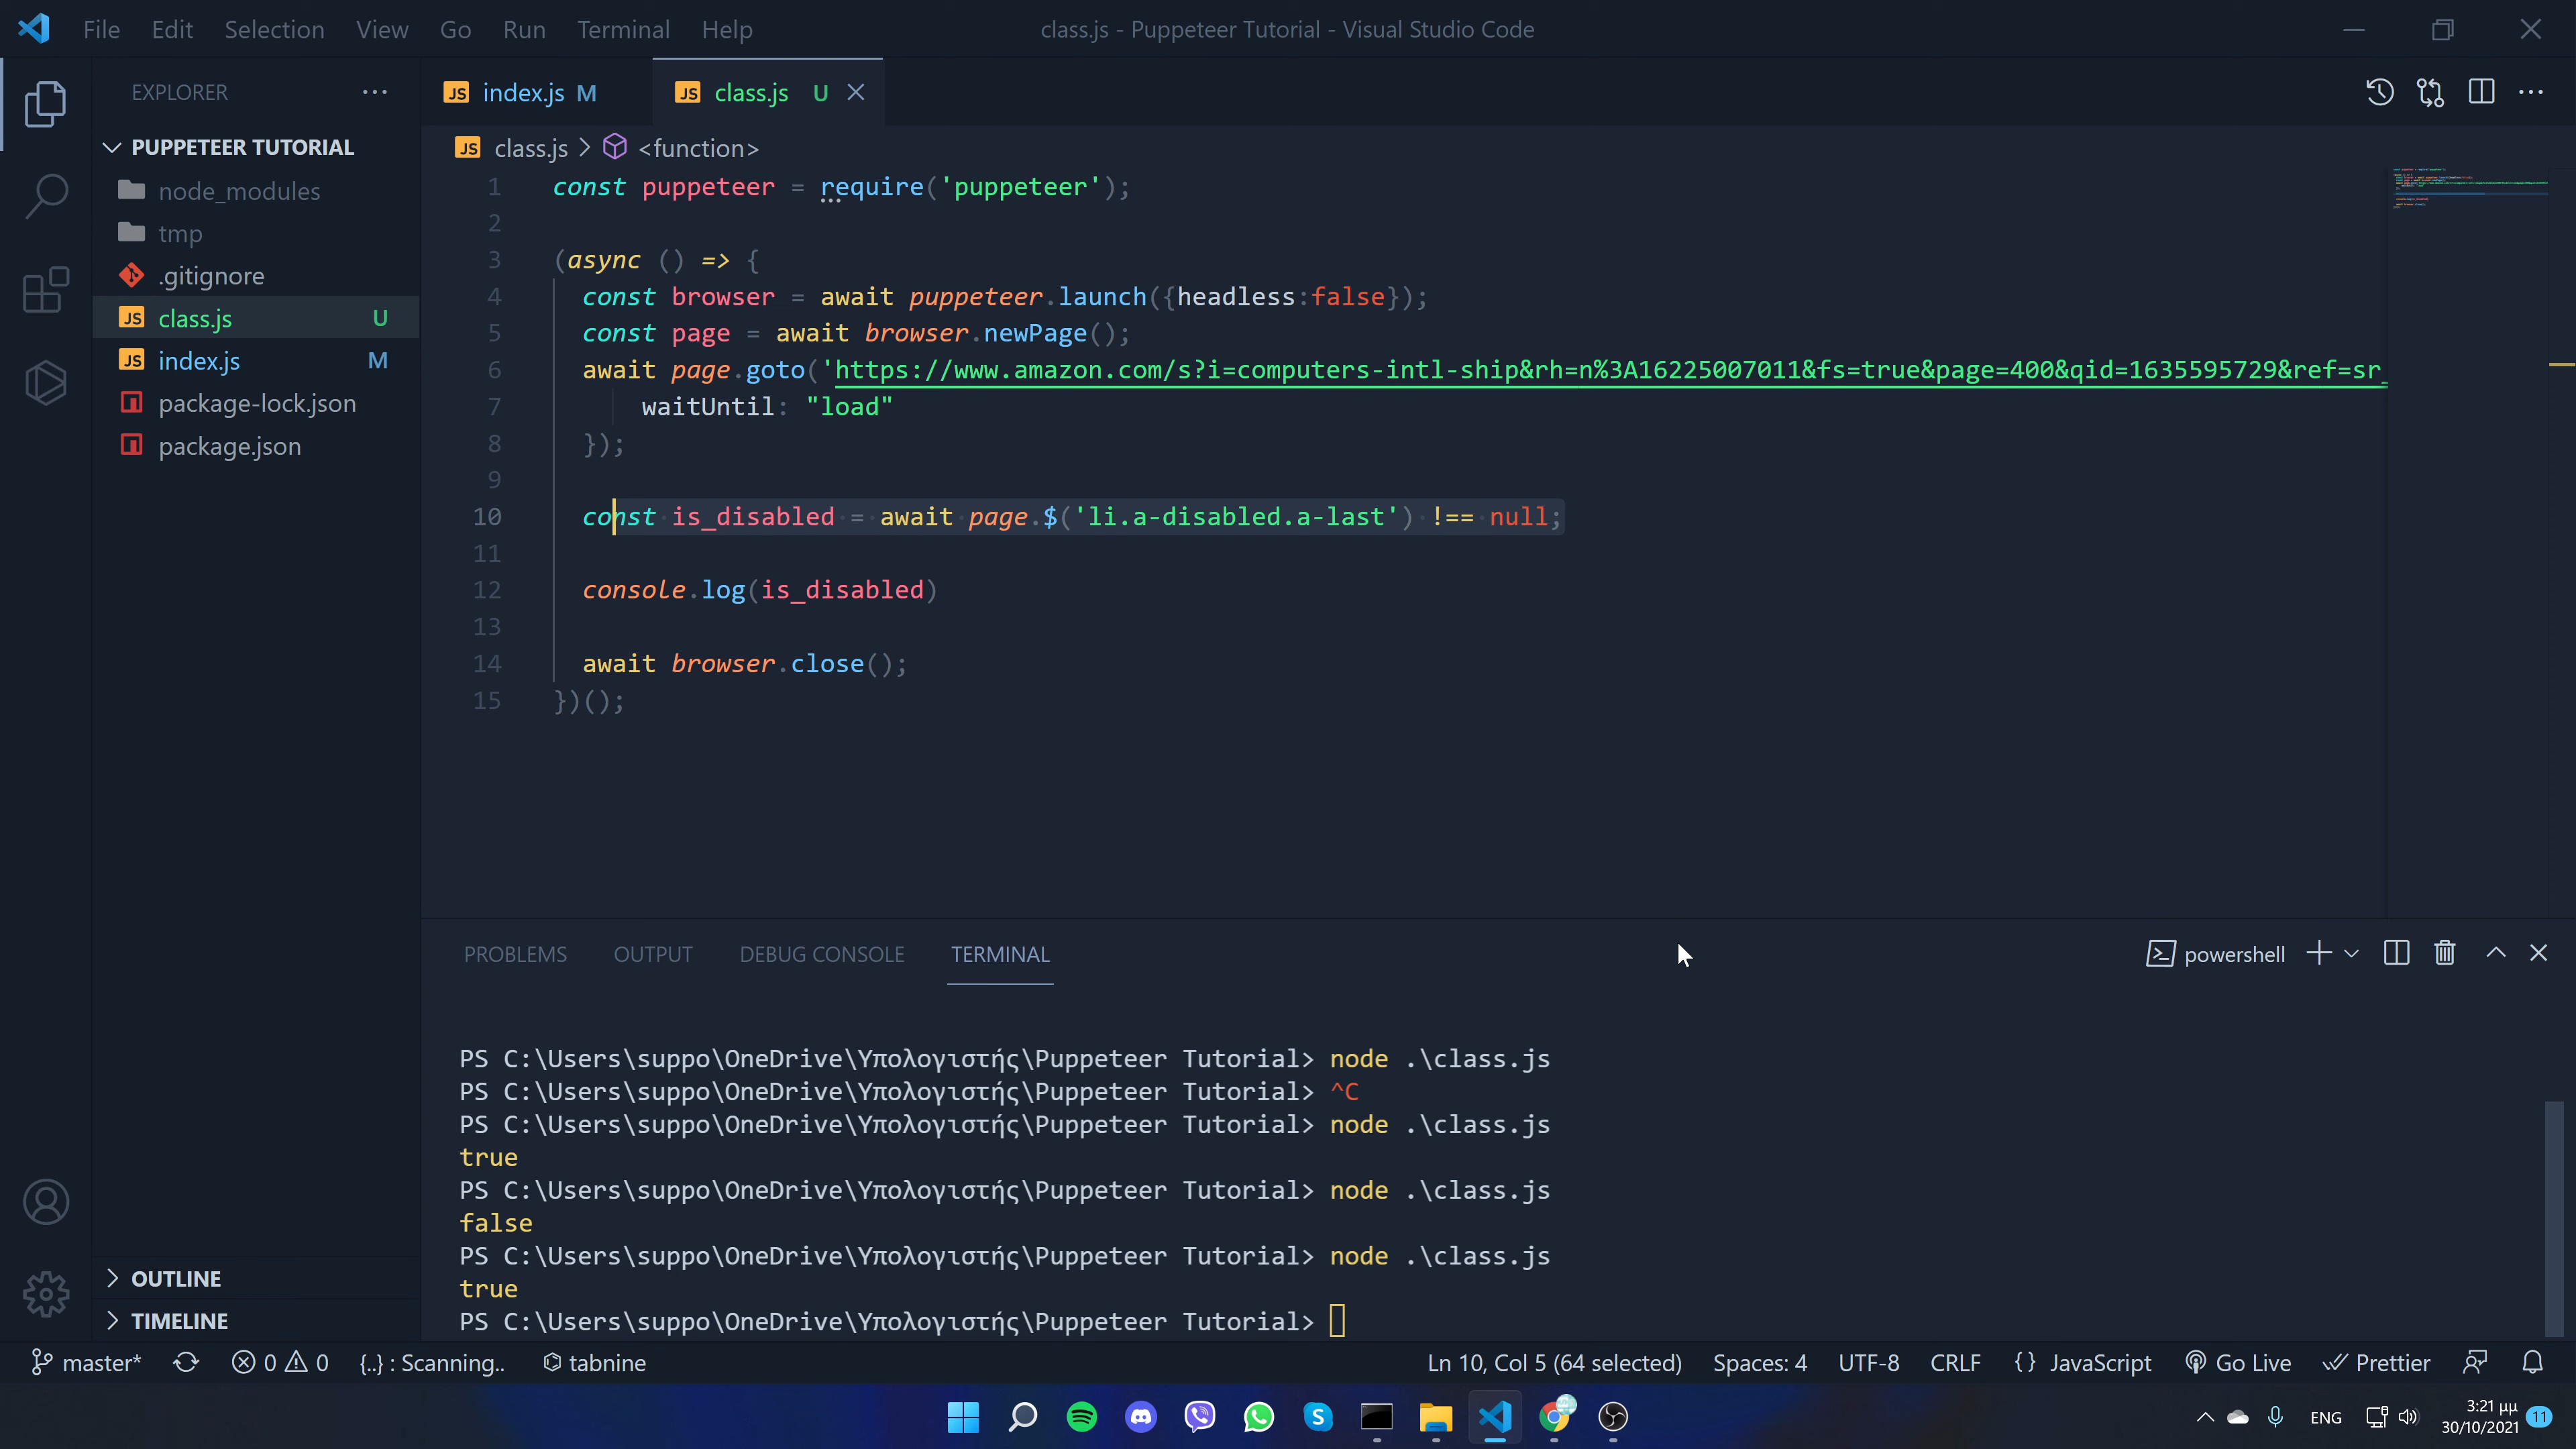 File Edit Selection View Go Run Terminal Help
class.js - Puppeteer Tutorial - Visual Studio Code
EXPLORER
PUPPETEER TUTORIAL
node_modules
tmp
.gitignore
class.js U
index.js M
package-lock.json
package.json
OUTLINE
TIMELINE
JS index.js M
JS class.js U
JS class.js > <function>
1 const puppeteer = require('puppeteer');
2
3 (async () => {
4 const browser = await puppeteer.launch({headless:false});
5 const page = await browser.newPage();
6 await page.goto('https://www.amazon.com/s?i=computers-intl-ship&rh=n%3A16225007011&fs=true&page=400&qid=1635595729&ref=sr_
7 waitUntil: "load"
8 });
9
10 const is_disabled = await page.$('li.a-disabled.a-last') !== null;
11
12 console.log(is_disabled)
13
14 await browser.close();
15 })();
PROBLEMS OUTPUT DEBUG CONSOLE TERMINAL
powershell
PS C:\Users\suppo\OneDrive\Υπολογιστής\Puppeteer Tutorial> node .\class.js
PS C:\Users\suppo\OneDrive\Υπολογιστής\Puppeteer Tutorial> ^C
PS C:\Users\suppo\OneDrive\Υπολογιστής\Puppeteer Tutorial> node .\class.js
true
PS C:\Users\suppo\OneDrive\Υπολογιστής\Puppeteer Tutorial> node .\class.js
false
PS C:\Users\suppo\OneDrive\Υπολογιστής\Puppeteer Tutorial> node .\class.js
true
PS C:\Users\suppo\OneDrive\Υπολογιστής\Puppeteer Tutorial>
master* 0 0 {..} : Scanning.. tabnine
Ln 10, Col 5 (64 selected) Spaces: 4 UTF-8 CRLF {} JavaScript Go Live Prettier
ENG
3:21 μμ
30/10/2021
11